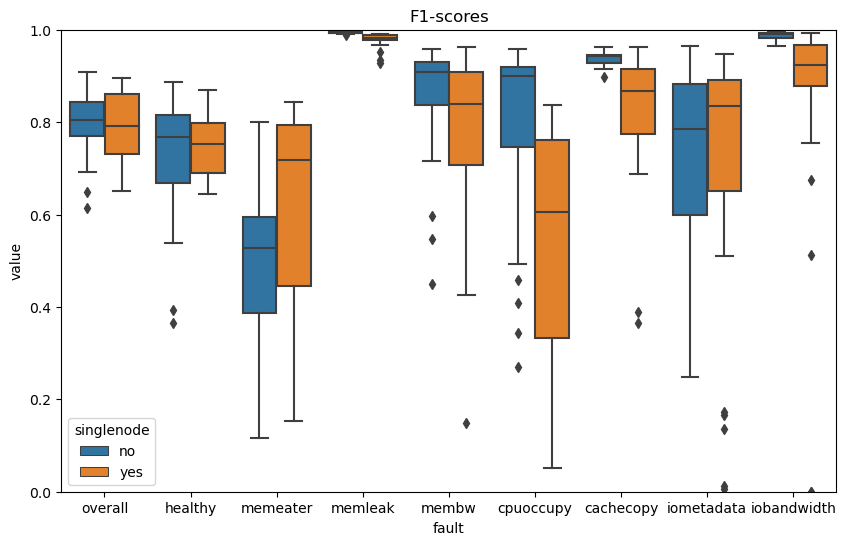 F1-scores
1.0
0.8
0.6
0.4
0.2
0.0
value
singlenode
no
yes
overall healthy memeater memleak membw cpuoccupy cachecopy iometadata iobandwidth
fault